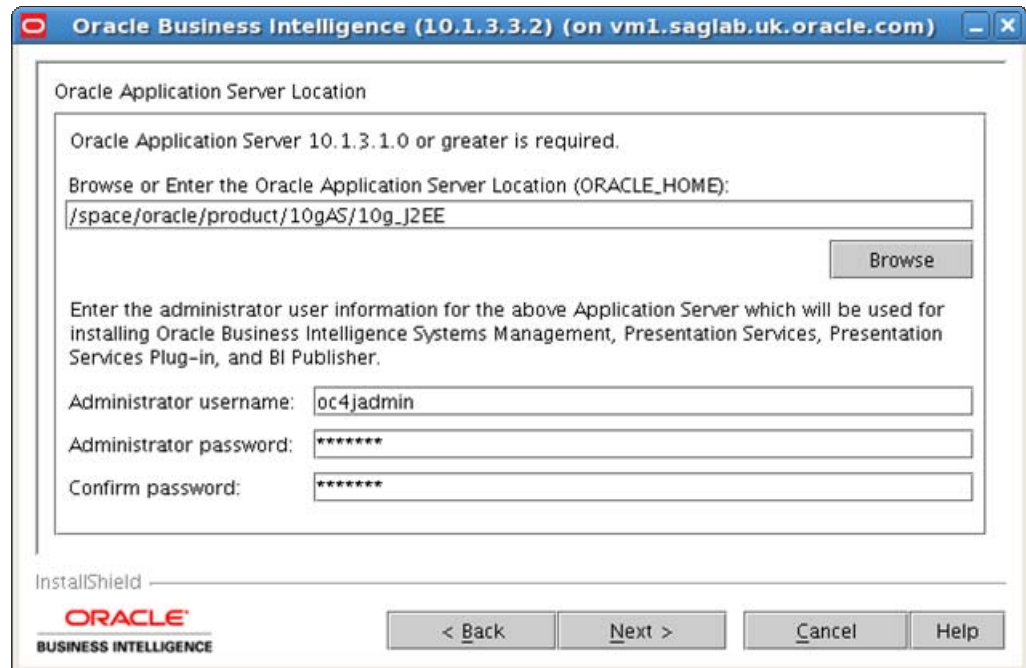 Oracle Business Intelligence (10.1.3.3.2) (on vm1.saglab.uk.oracle.com)
Oracle Application Server Location
Oracle Application Server 10.1.3.1.0 or greater is required.
Browse or Enter the Oracle Application Server Location (ORACLE_HOME):
/space/oracle/product/10gAS/10g_J2EE
Browse
Enter the administrator user information for the above Application Server which will be used for
installing Oracle Business Intelligence Systems Management, Presentation Services, Presentation
Services Plug-in, and BI Publisher.
Administrator username: oc4jadmin
Administrator password: *******
Confirm password: *******
InstallShield
ORACLE
BUSINESS INTELLIGENCE
< Back Next > Cancel Help